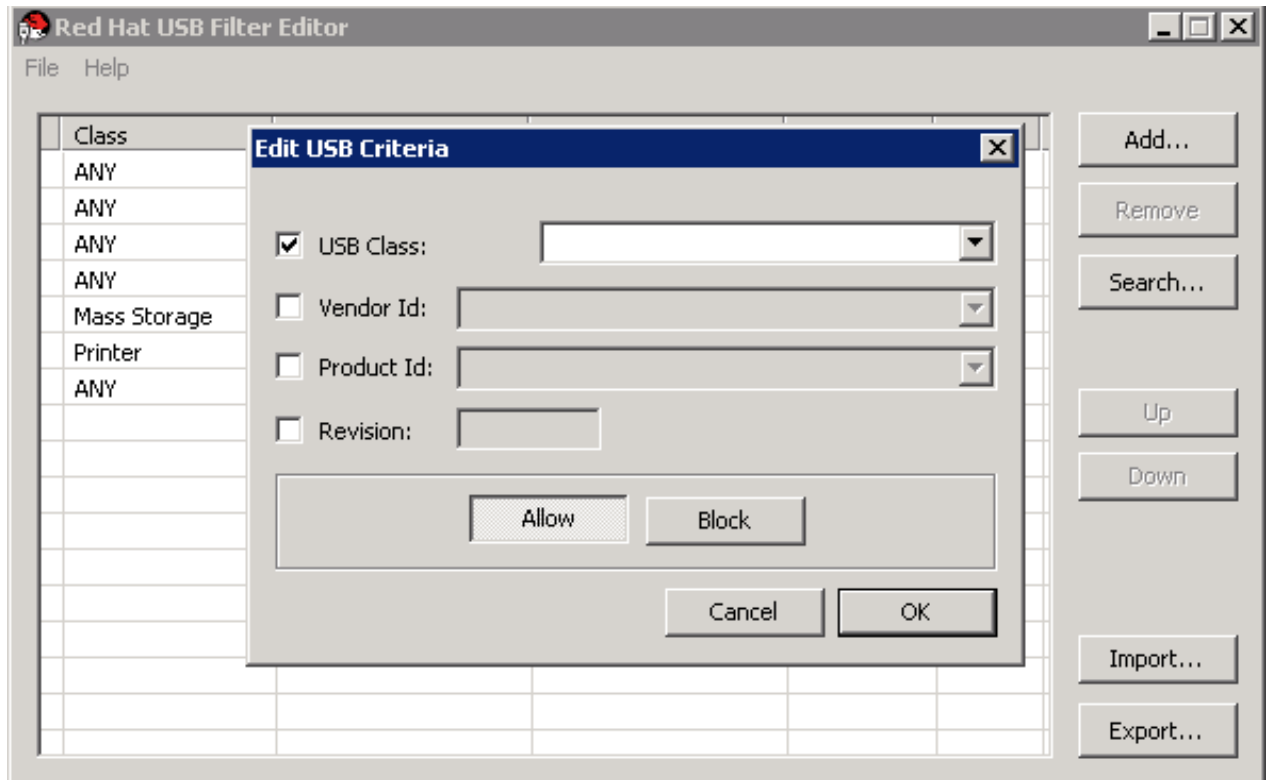 Red Hat USB Filter Editor
File Help
Class
Add...
Edit USB Criteria
ANY
ANY
Remove
ANY
USB Class:
ANY
Search...
Mass Storage
Vendor Id:
Printer
Product Id:
ANY
Up
Revision:
Down
Allow
Block
Cancel
OK
Import...
Export...